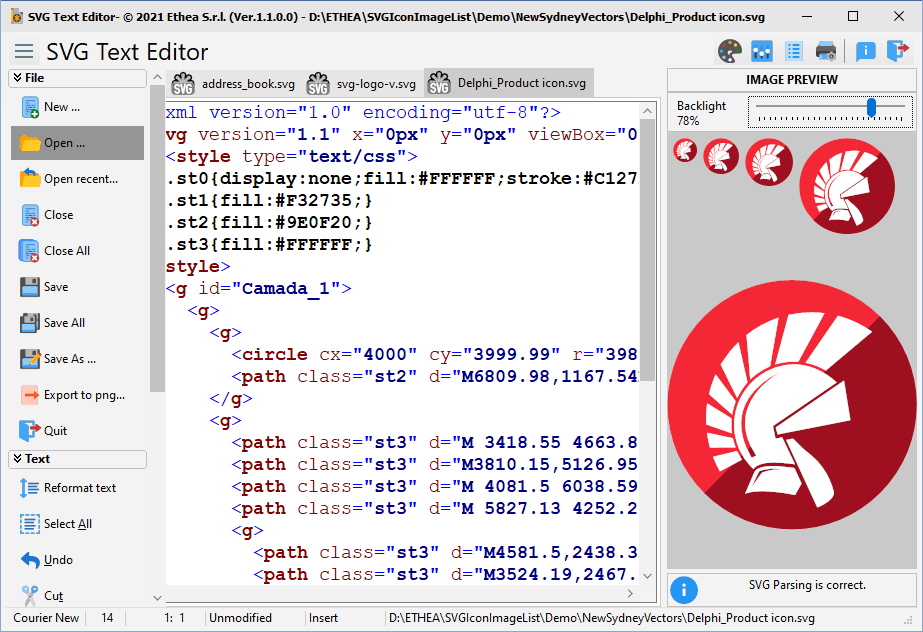 SVG Text Editor- © 2021 Ethea S.r.l. (Ver.1.1.0.0) - D:\ETHEA\SVGIconImageList\Demo\NewSydneyVectors\Delphi_Product icon.svg
SVG Text Editor
File
New ...
Open ...
Open recent...
Close
Close All
Save
Save All
Save As ...
Export to png...
Quit
Text
Reformat text
Select All
Undo
Cut
SVG address_book.svg
SVG svg-logo-v.svg
SVG Delphi_Product icon.svg
xml version="1.0" encoding="utf-8"?>
vg version="1.1" x="0px" y="0px" viewBox="0
<style type="text/css">
.st0{display:none;fill:#FFFFFF;stroke:#C127
.st1{fill:#F32735;}
.st2{fill:#9E0F20;}
.st3{fill:#FFFFFF;}
style>
<g id="Camada_1">
<g>
<g>
<circle cx="4000" cy="3999.99" r="398
<path class="st2" d="M6809.98,1167.54
</g>
<g>
<path class="st3" d="M 3418.55 4663.8
<path class="st3" d="M3810.15,5126.95
<path class="st3" d="M 4081.5 6038.59
<path class="st3" d="M 5827.13 4252.2
<g>
<path class="st3" d="M4581.5,2438.3
<path class="st3" d="M3524.19,2467.
IMAGE PREVIEW
Backlight
78%
SVG Parsing is correct.
Courier New 14 1: 1 Unmodified Insert D:\ETHEA\SVGIconImageList\Demo\NewSydneyVectors\Delphi_Product icon.svg